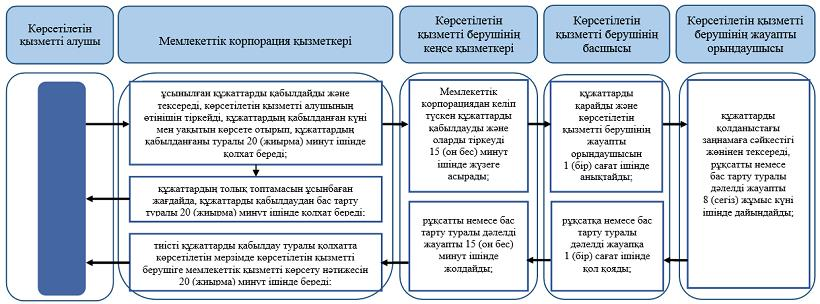 Көрсетілетін
қызметті алушы
Мемлекеттік корпорация қызметкері
Көрсетілетін
қызметті берушінің
кеңсе қызметкері
Көрсетілетін
қызметті берушінің
басшысы
Көрсетілетін қызметті
берушінің жауапты
орындаушысы
ұсынылған құжаттарды қабылдайды және
тексереді, көрсетілетін қызметті алушының
өтінішін тіркейді, құжаттардың қабылданған күні
мен уақытын көрсете отырып, құжаттардың
қабылданғаны туралы 20 (жиырма) минут ішінде
қолхат береді;
құжаттардың толық топтамасын ұсынбаған
жағдайда, құжаттарды қабылдаудан бас тарту
туралы 20 (жиырма) минут ішінде қолхат береді;
тиісті құжаттарды қабылдау туралы қолхатта
көрсетілетін мерзімде көрсетілетін қызметті
берушіге мемлекеттік қызметті көрсету нәтижесін
20 (жиырма) минут ішінде береді;
Мемлекеттік
корпорациядан келіп
түскен құжаттарды
қабылдауды және
оларды тіркеуді
15 (он бес) минут
ішінде жүзеге
асырады;
рұқсатты немесе бас
тарту туралы дәлелді
жауапты 15 (он бес)
минут ішінде
жолдайды;
құжаттарды
қарайды және
көрсетілетін
қызметті берушінің
жауапты
орындаушысын
1 (бір) сағат ішінде
анықтайды;
рұқсатқа немесе бас
тарту туралы
дәлелді жауапқа
1 (бір) сағат ішінде
қол қояды;
құжаттарды
қолданыстағы
заңнамаға сәйкестігі
жөнінен тексереді,
рұқсатты немесе
бас тарту туралы
дәлелді жауапты
8 (сегіз) жұмыс күні
ішінде дайындайды;